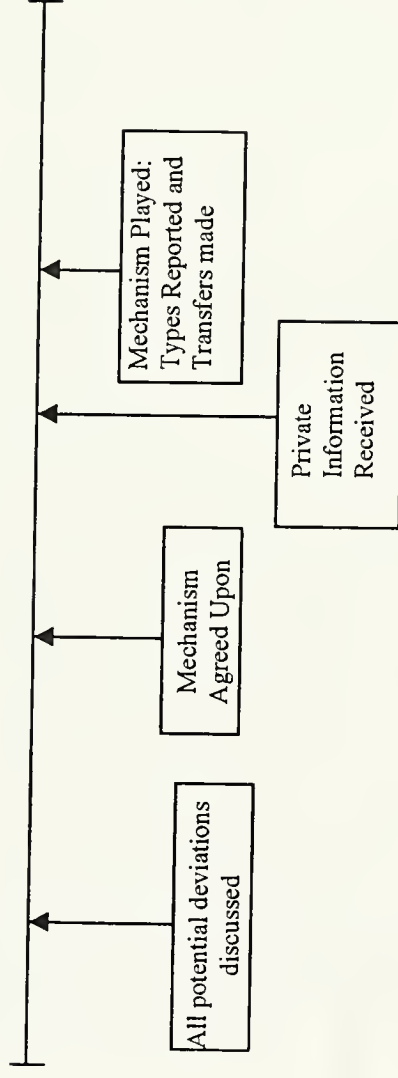 All potential deviations
discussed
Mechanism
Agreed Upon
Private
Information
Received
Mechanism Played:
Types Reported and
Transfers made